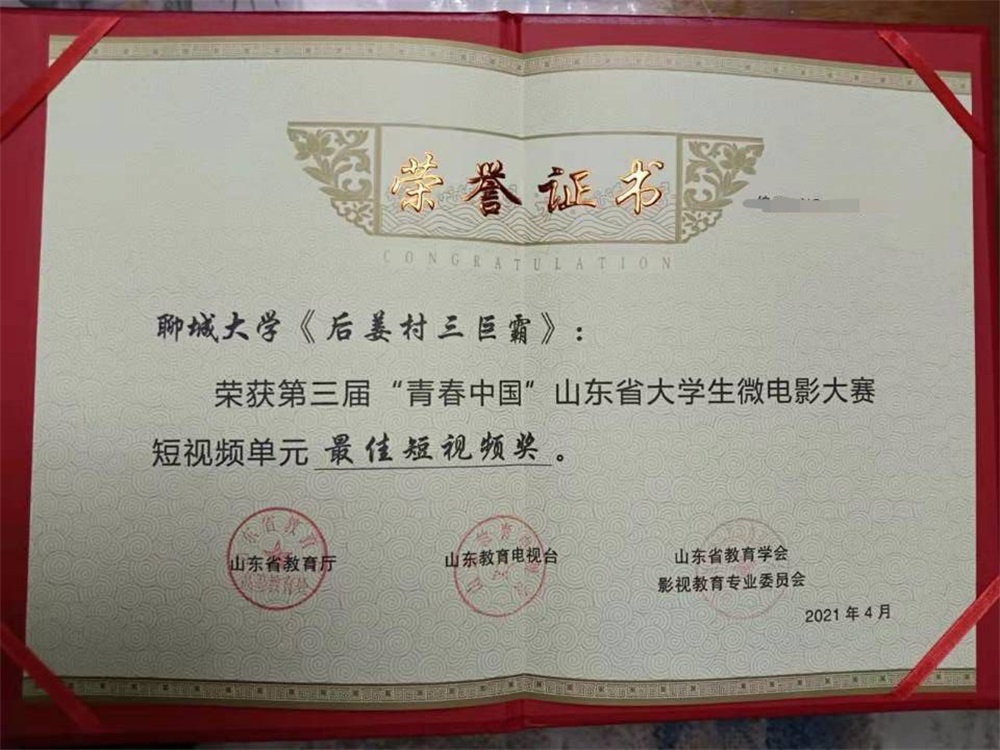 荣誉证书
CONGRATULATION
聊城大学《后姜村三巨霸》：
荣获第三届“青春中国”山东省大学生微电影大赛
短视频单元 最佳短视频奖 。
山东省教育厅
山东教育电视台
山东省教育学会
影视教育专业委员会
2021年4月